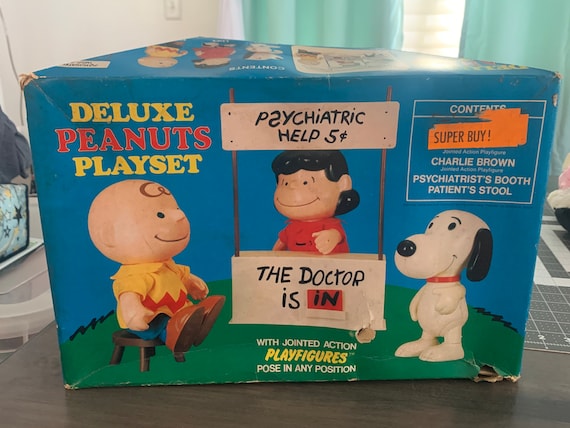 CONTENTS
DELUXE
PEANUTS
PLAYSET
PSYCHiATRiC
HELP 5¢
THE DOCTOR
iS IN
WITH JOINTED ACTION
PLAYFIGURES
POSE IN ANY POSITION
CONTENTS
SUPER BUY!
Jointed Action Playfigure
CHARLIE BROWN
Jointed Action Playfigure
PSYCHIATRIST'S BOOTH
PATIENT'S STOOL